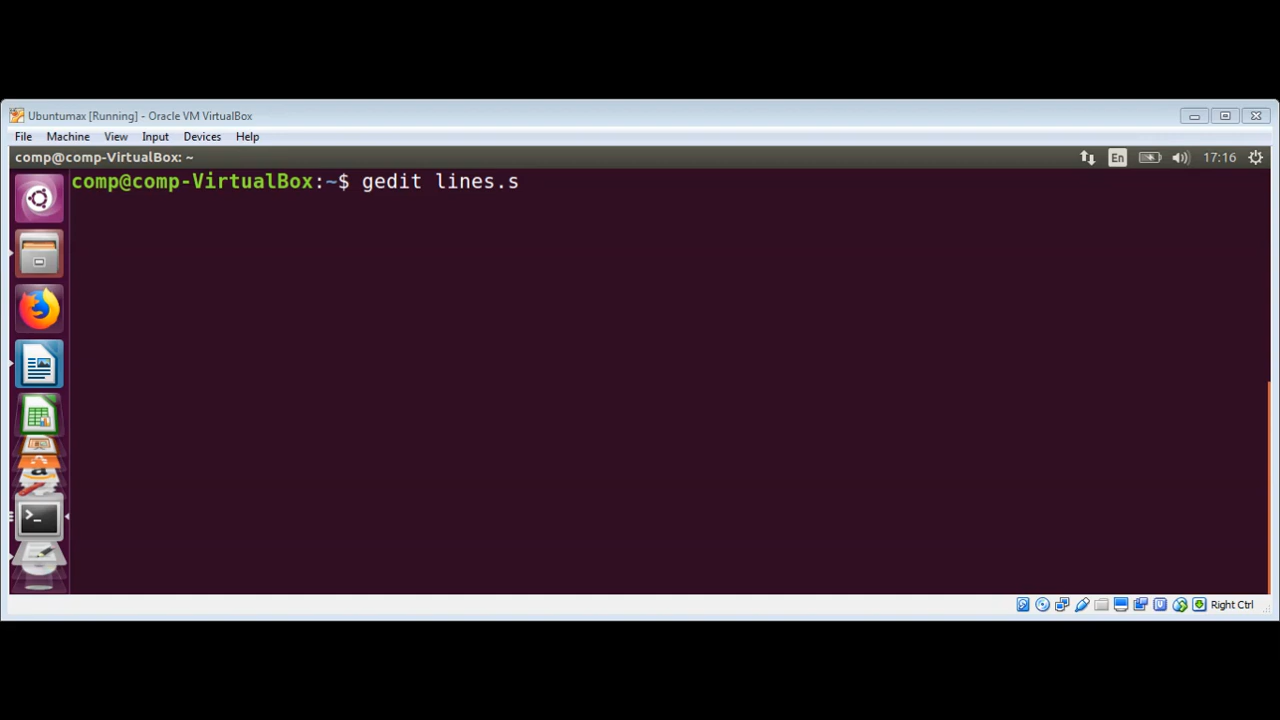 Ubuntumax [Running] - Oracle VM VirtualBox
File Machine View Input Devices Help
comp@comp-VirtualBox: ~ En 17:16
comp@comp-VirtualBox:~$ gedit lines.s
>_
Right Ctrl